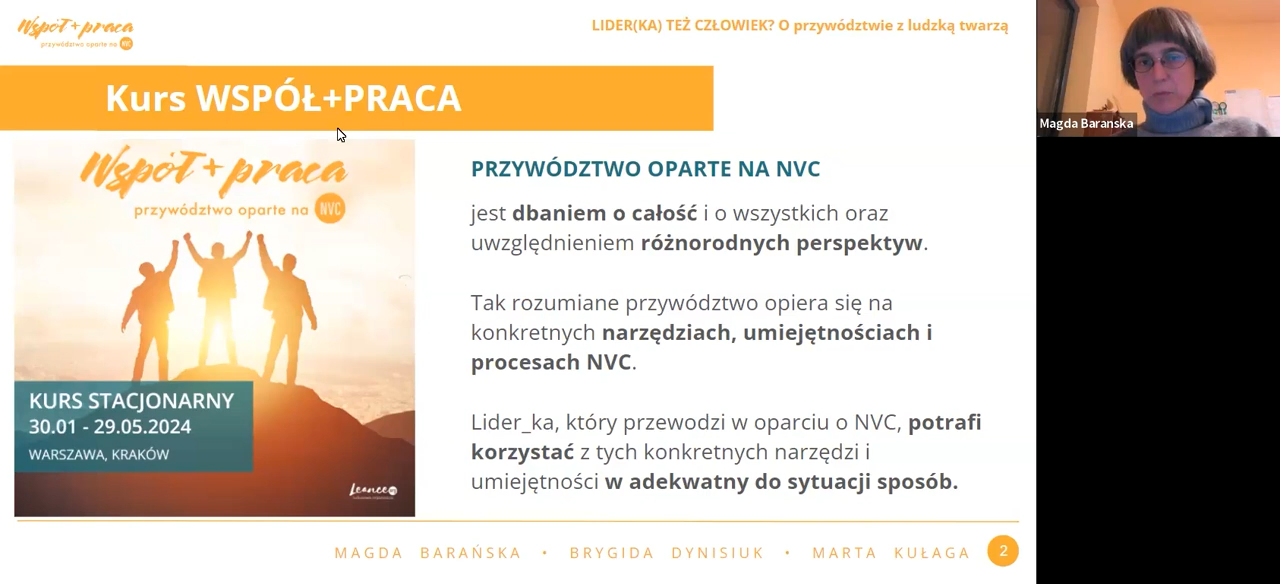 Współ+praca
przywództwo oparte na NVC
LIDER(KA) TEŻ CZŁOWIEK? O przywództwie z ludzką twarzą
Kurs WSPÓŁ+PRACA
Magda Baranska
Współ+praca
przywództwo oparte na NVC
KURS STACJONARNY
30.01 - 29.05.2024
WARSZAWA, KRAKÓW
PRZYWÓDZTWO OPARTE NA NVC
jest dbaniem o całość i o wszystkich oraz
uwzględnieniem różnorodnych perspektyw.
Tak rozumiane przywództwo opiera się na
konkretnych narzędziach, umiejętnościach i
procesach NVC.
Lider_ka, który przewodzi w oparciu o NVC, potrafi
korzystać z tych konkretnych narzędzi i
umiejętności w adekwatny do sytuacji sposób.
MAGDA BARAŃSKA • BRYGIDA DYNISIUK • MARTA KUŁAGA
2